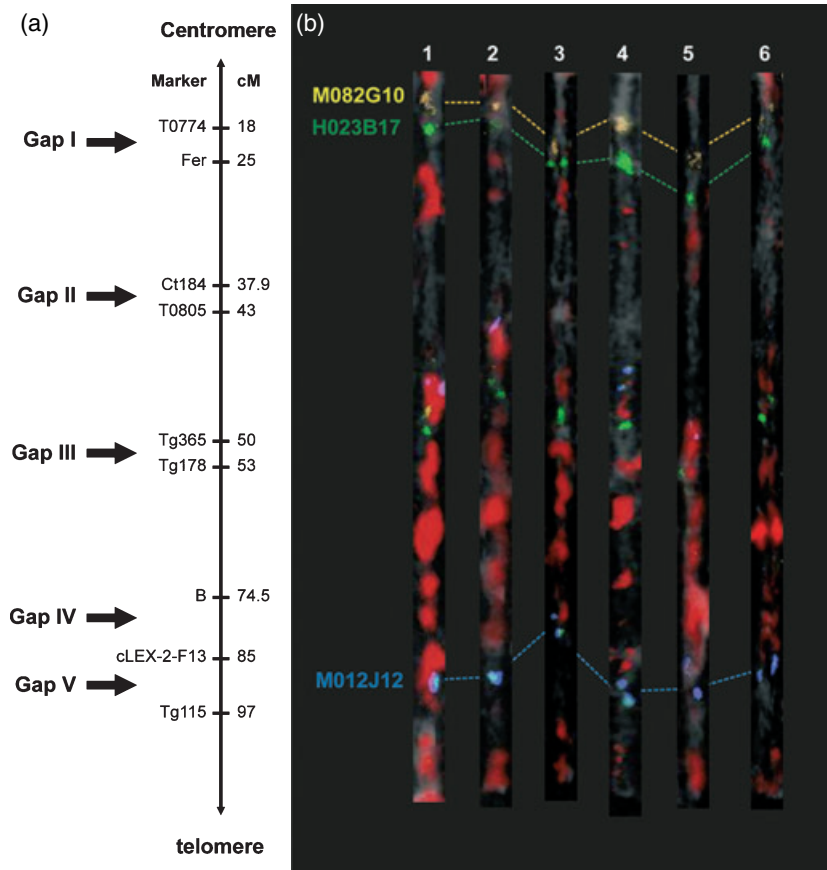 (a)
Centromere
Marker cM
Gap I
T0774 18
Fer 25
Gap II
Ct184 37.9
T0805 43
Gap III
Tg365 50
Tg178 53
B 74.5
Gap IV
cLEX-2-F13 85
Gap V
Tg115 97
telomere
(b)
1 2 3 4 5 6
M082G10
H023B17
M012J12